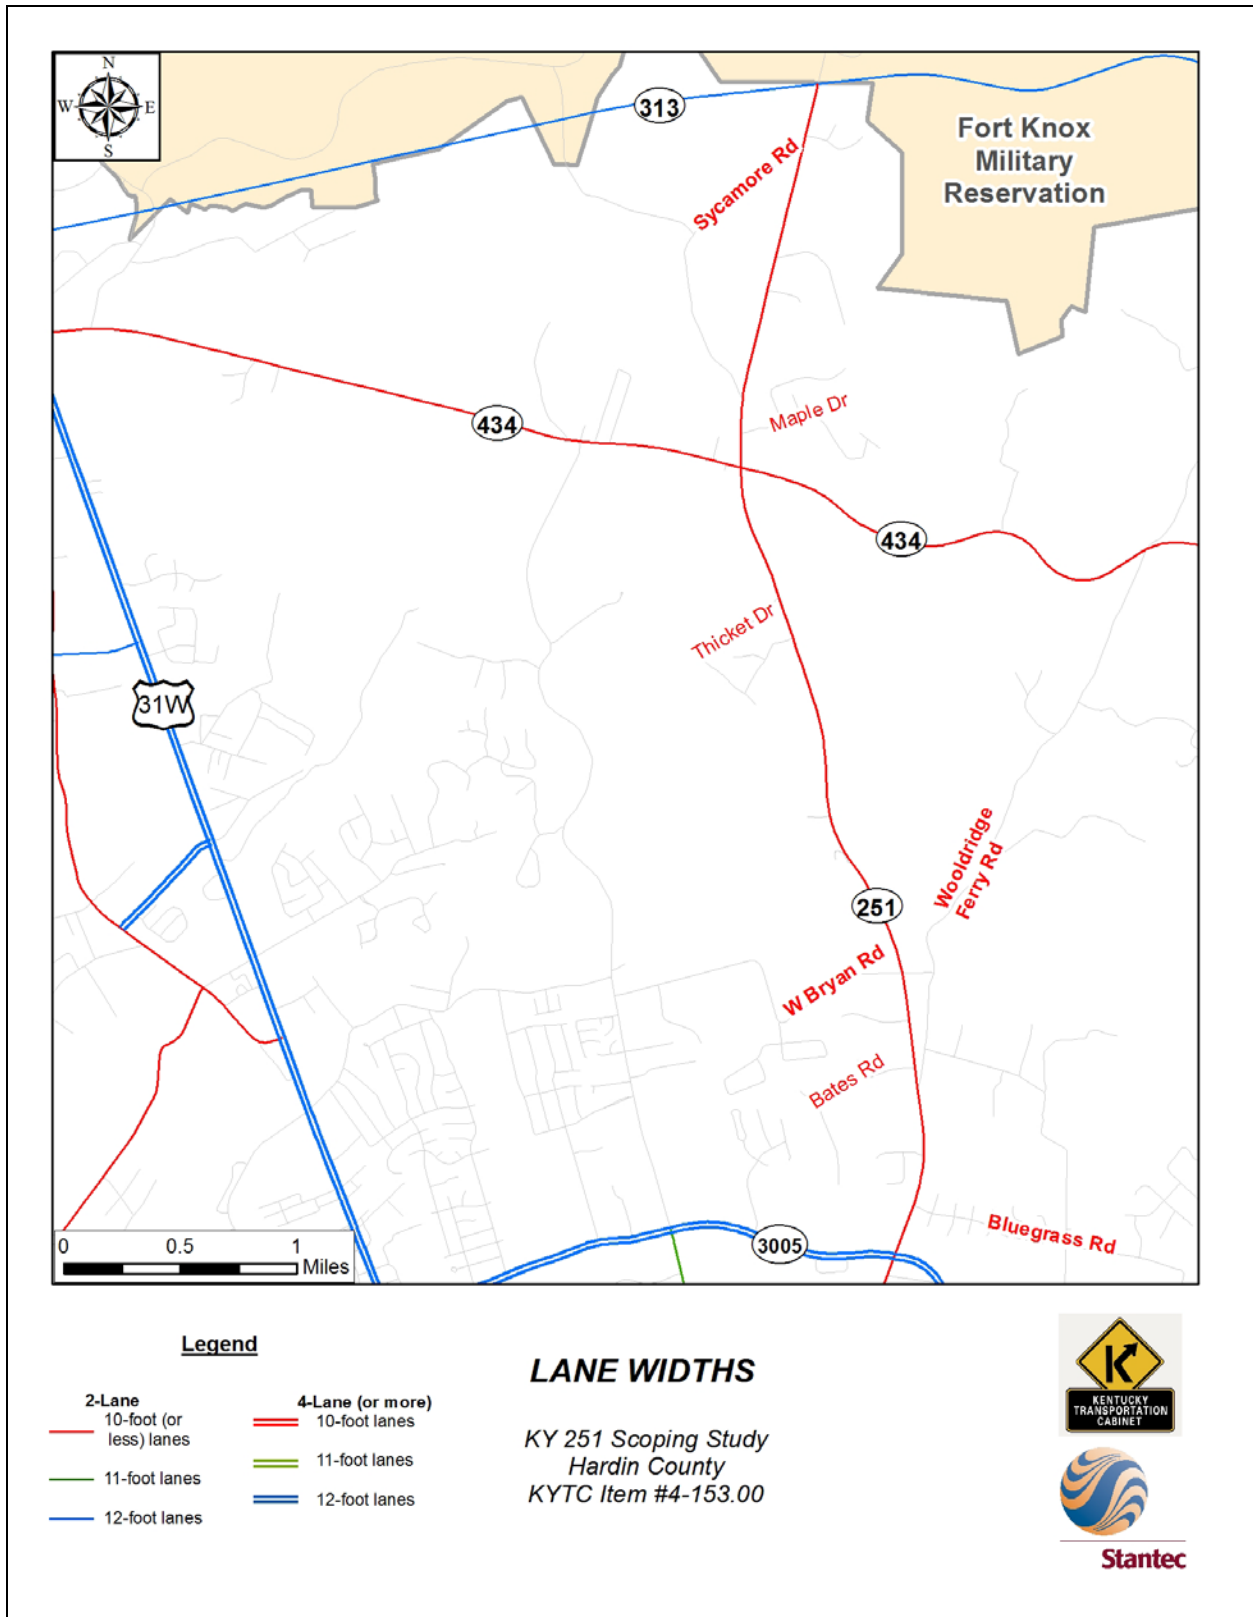 N
W E
S
313
Fort Knox
Military
Reservation
Sycamore Rd
434
Maple Dr
434
Thicket Dr
31W
Wooldridge
Ferry Rd
251
W Bryan Rd
Bates Rd
Bluegrass Rd
3005
0 0.5 1
Miles
Legend
2-Lane
10-foot (or
less) lanes
11-foot lanes
12-foot lanes
4-Lane (or more)
10-foot lanes
11-foot lanes
12-foot lanes
LANE WIDTHS
KY 251 Scoping Study
Hardin County
KYTC Item #4-153.00
K
KENTUCKY
TRANSPORTATION
CABINET
Stantec